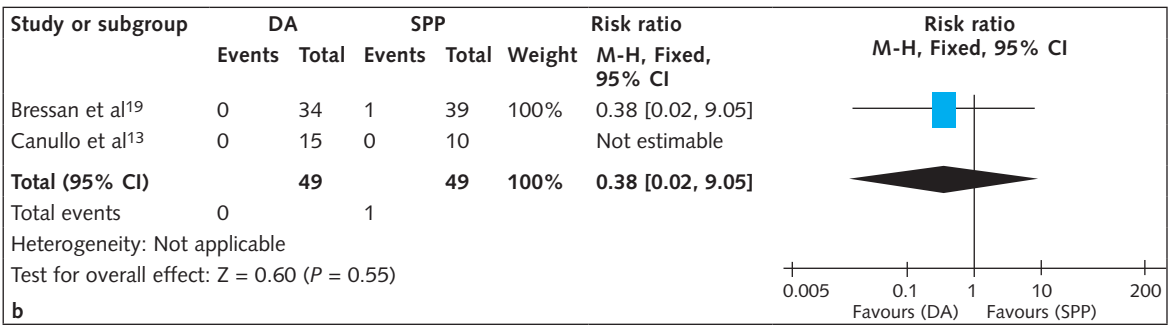 Study or subgroup DA SPP Risk ratio Risk ratio
Events Total Events Total Weight M-H, Fixed, 95% CI M-H, Fixed, 95% CI
Bressan et al19 0 34 1 39 100% 0.38 [0.02, 9.05]
Canullo et al13 0 15 0 10 Not estimable
Total (95% CI) 49 49 100% 0.38 [0.02, 9.05]
Total events 0 1
Heterogeneity: Not applicable
Test for overall effect: Z = 0.60 (P = 0.55)
0.005 0.1 1 10 200
b Favours (DA) Favours (SPP)